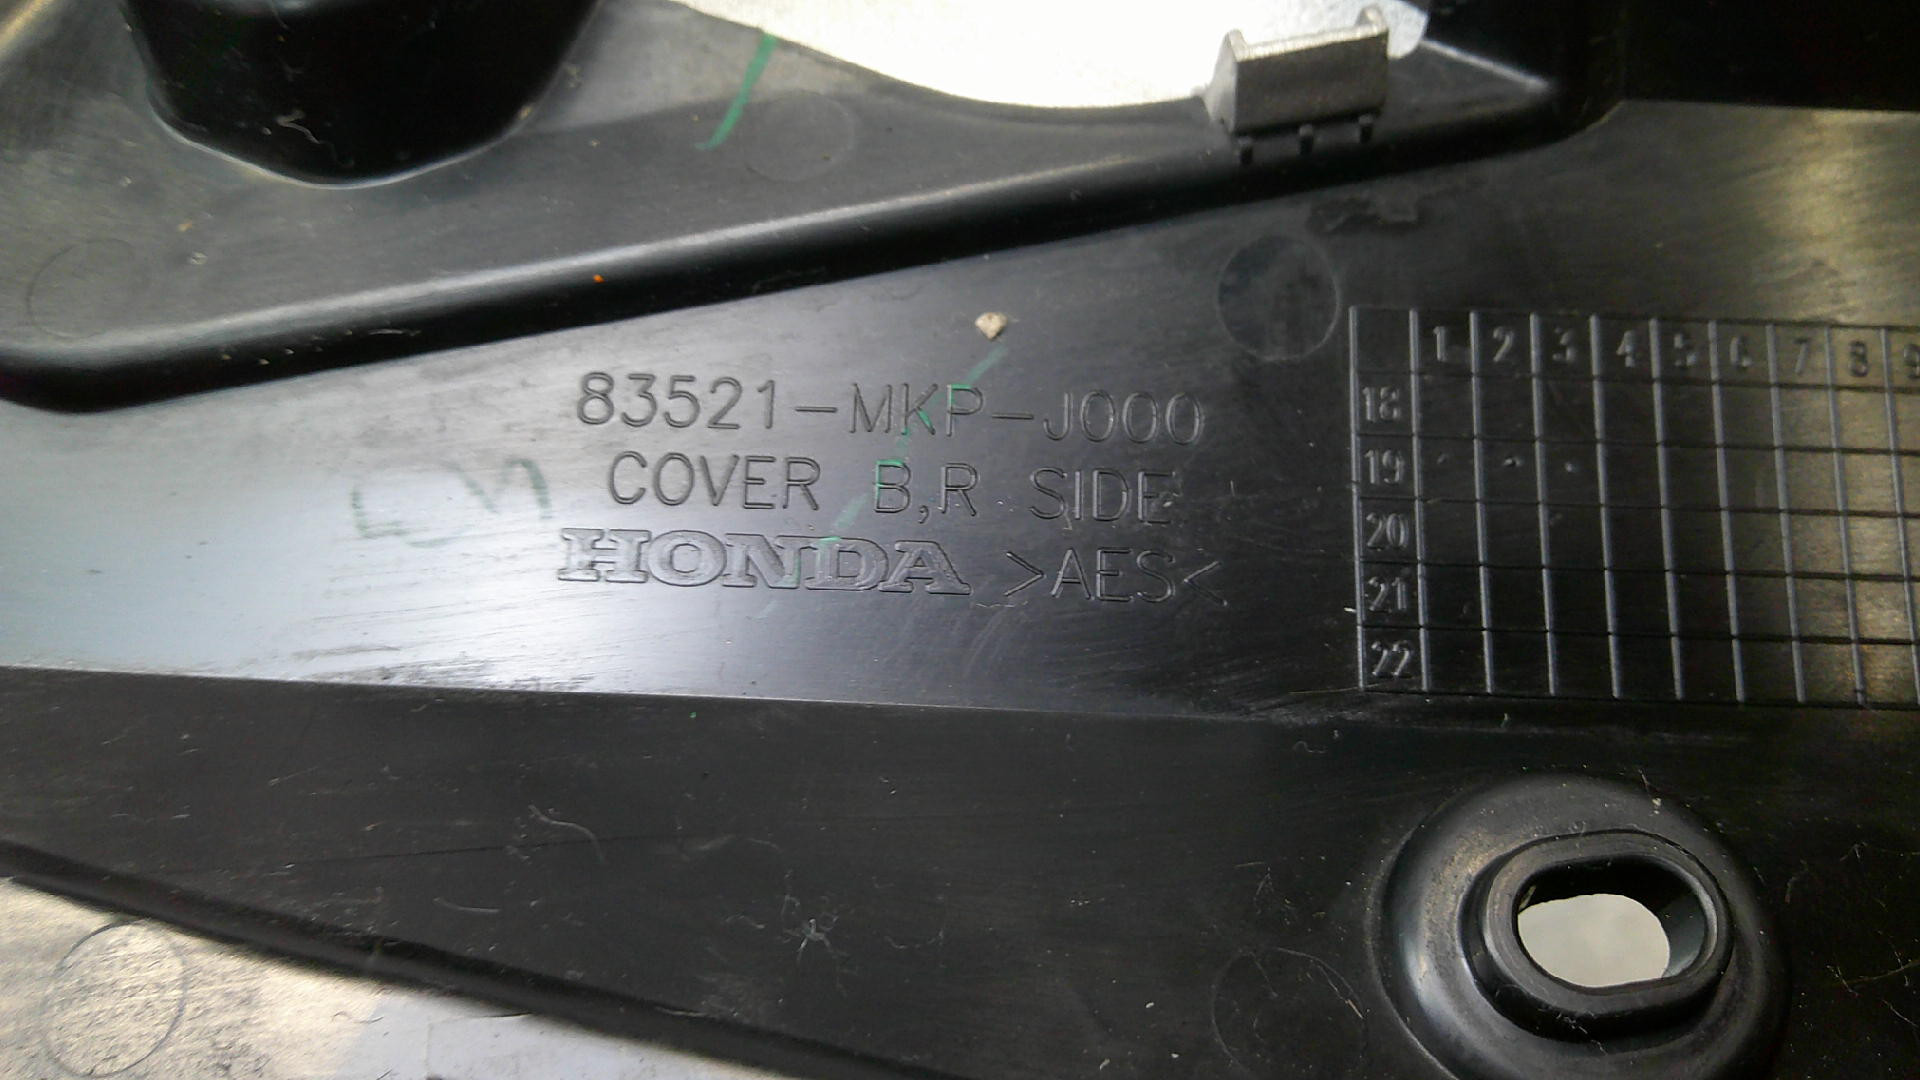 83521-MKP-J000
COVER B,R SIDE
HONDA >AES<
1 2 3 4 5 6 7 8 9
18
19
20
21
22